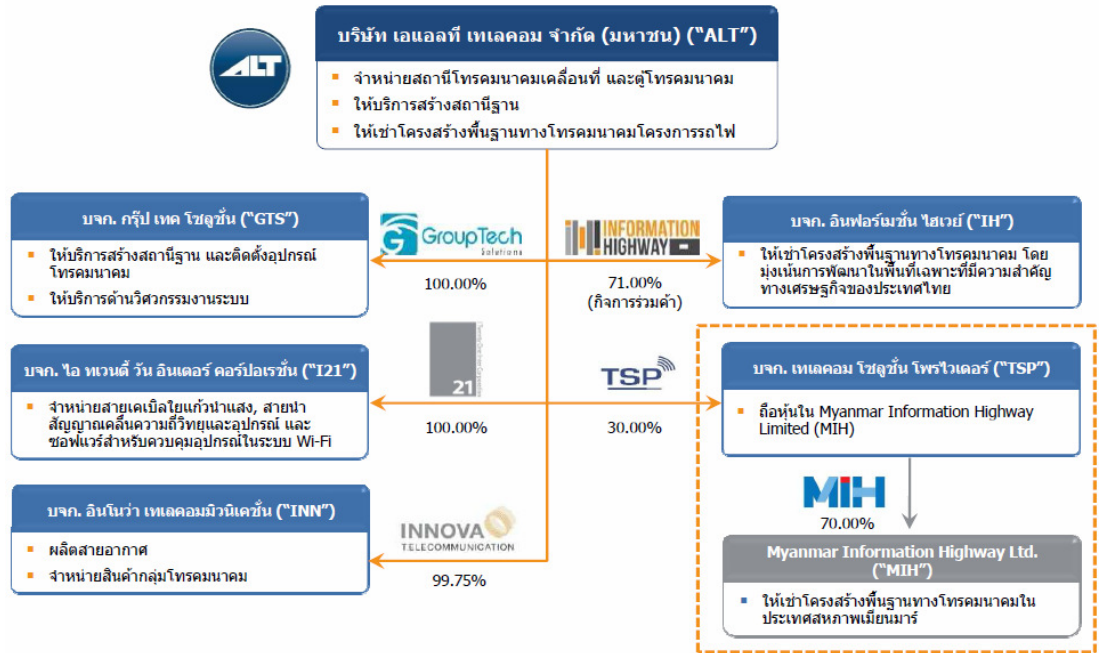 บริษัท เอแอลที เทเลคอม จำกัด (มหาชน) ("ALT")
ALT
จำหน่ายสถานีโทรคมนาคมเคลื่อนที่ และตู้โทรคมนาคม
ให้บริการสร้างสถานีฐาน
ให้เช่าโครงสร้างพื้นฐานทางโทรคมนาคมโครงการรถไฟ
บจก. กรุ๊ป เทค โซลูชั่น ("GTS")
ให้บริการสร้างสถานีฐาน และติดตั้งอุปกรณ์
โทรคมนาคม
ให้บริการด้านวิศวกรรมงานระบบ
GroupTech
Solutions
100.00%
INFORMATION
HIGHWAY
71.00%
(กิจการร่วมค้า)
บจก. อินฟอร์เมชั่น ไฮเวย์ ("IH")
ให้เช่าโครงสร้างพื้นฐานทางโทรคมนาคม โดย
มุ่งเน้นการพัฒนาในพื้นที่เฉพาะที่มีความสำคัญ
ทางเศรษฐกิจของประเทศไทย
บจก. ไอ ทเวนตี้ วัน อินเตอร์ คอร์ปอเรชั่น ("I21")
จำหน่ายสายเคเบิลใยแก้วนำแสง, สายนำ
สัญญาณคลื่นความถี่วิทยุและอุปกรณ์ และ
ซอฟแวร์สำหรับควบคุมอุปกรณ์ในระบบ Wi-Fi
21
100.00%
TSP
30.00%
บจก. เทเลคอม โซลูชั่น โพรไวเดอร์ ("TSP")
ถือหุ้นใน Myanmar Information Highway
Limited (MIH)
MIH
70.00%
บจก. อินโนว่า เทเลคอมมิวนิเคชั่น ("INN")
ผลิตสายอากาศ
จำหน่ายสินค้ากลุ่มโทรคมนาคม
INNOVA
TELECOMMUNICATION
99.75%
Myanmar Information Highway Ltd.
("MIH")
ให้เช่าโครงสร้างพื้นฐานทางโทรคมนาคมใน
ประเทศสหภาพเมียนมาร์